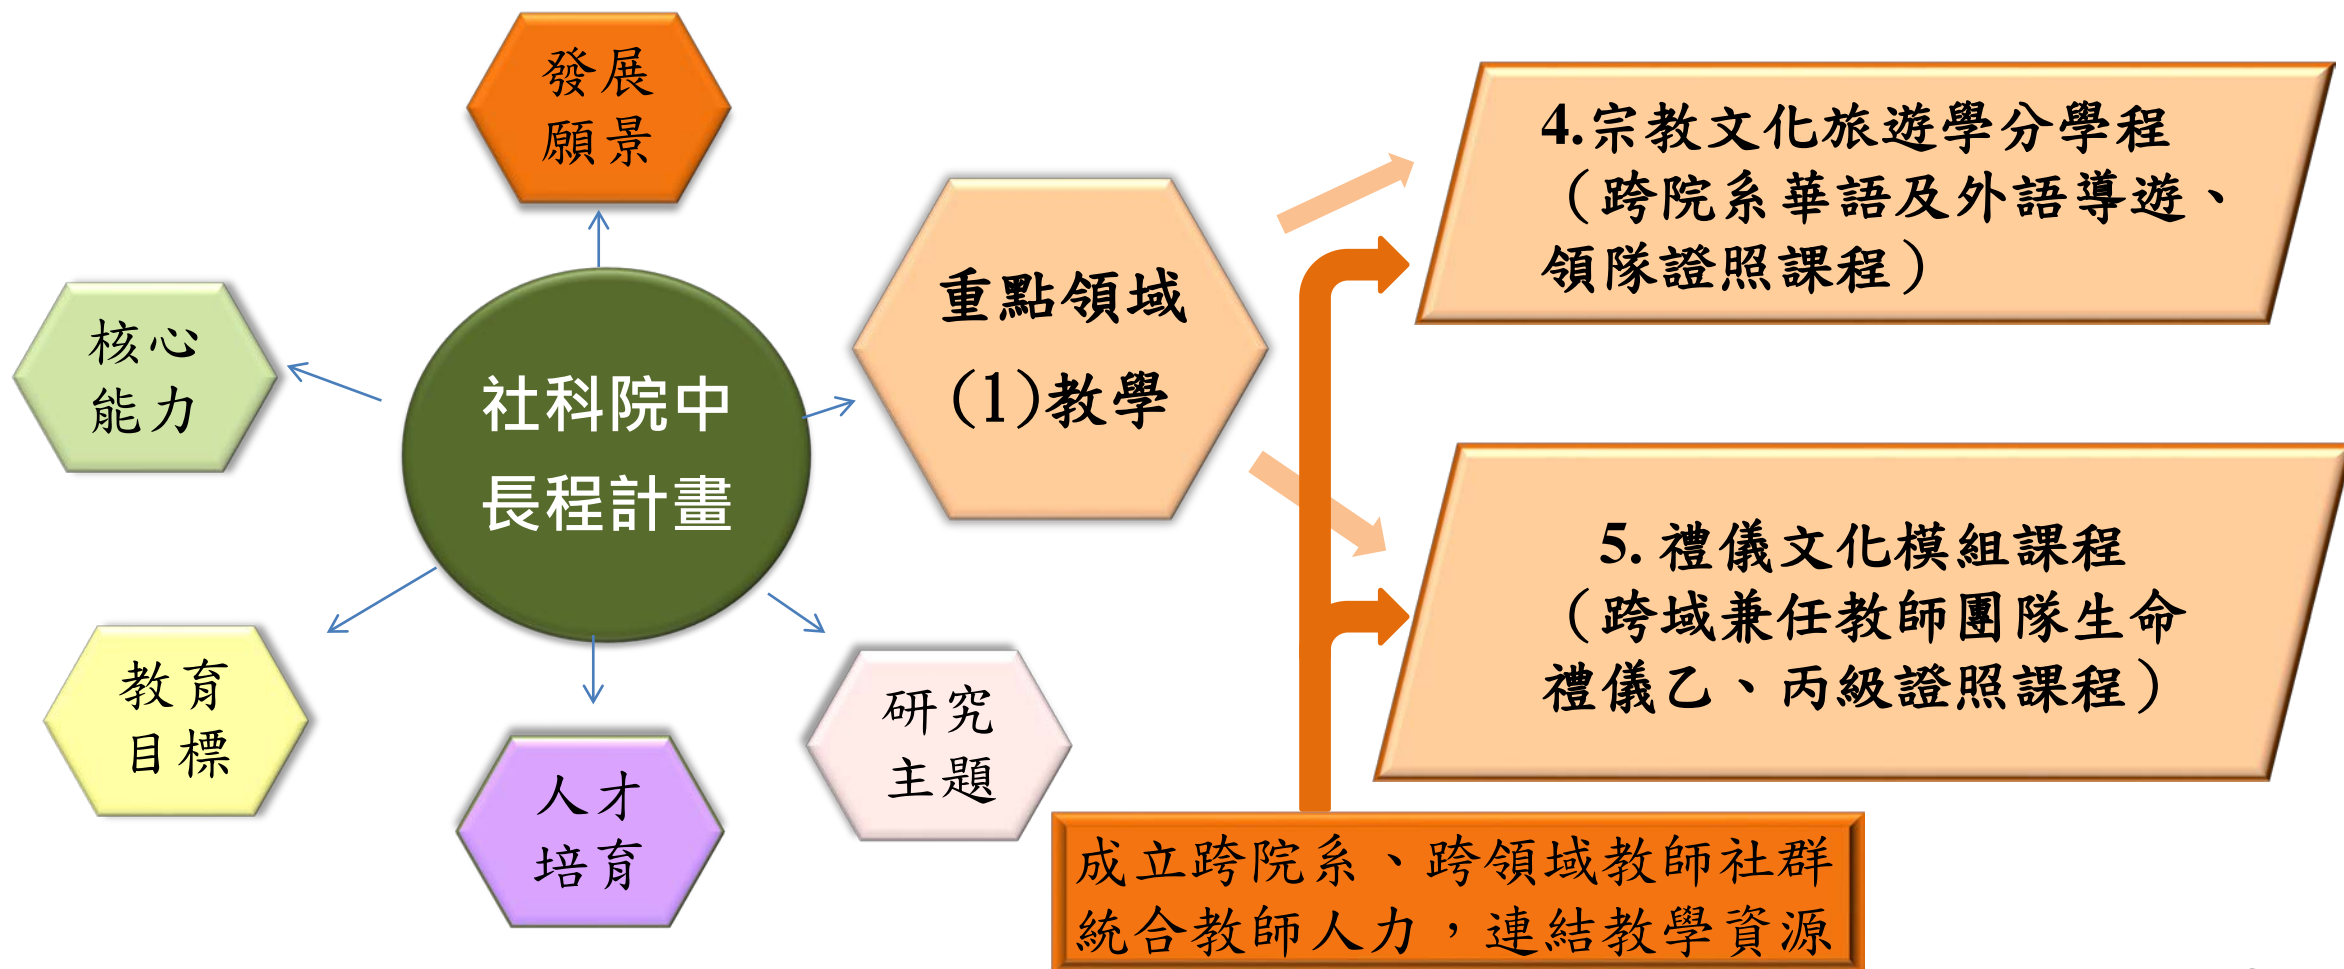 發展
願景
核心
能力
社科院中
長程計畫
教育
目標
人才
培育
研究
主題
重點領域
(1)教學
4.宗教文化旅遊學分學程
（跨院系華語及外語導遊、
領隊證照課程）
5. 禮儀文化模組課程
（跨域兼任教師團隊生命
禮儀乙、丙級證照課程）
成立跨院系、跨領域教師社群
統合教師人力，連結教學資源